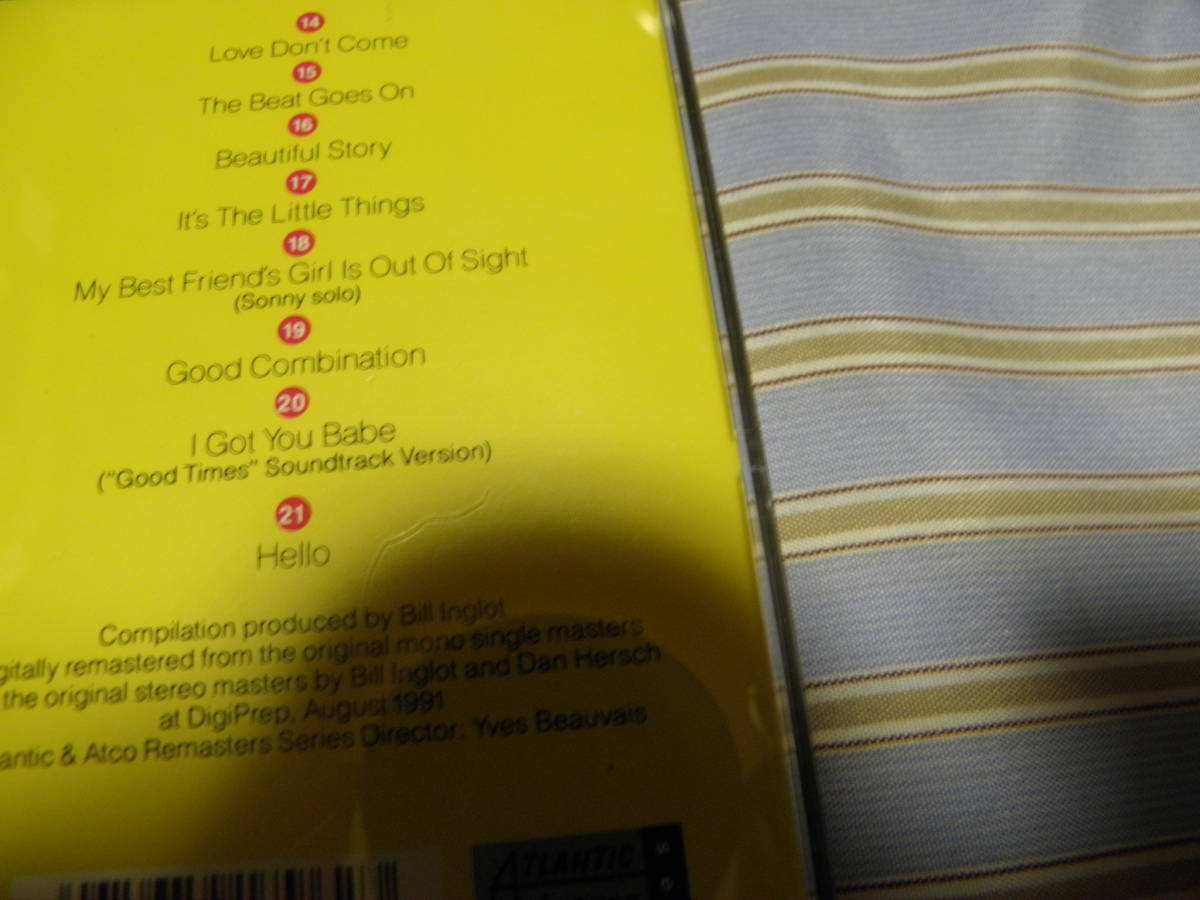 14
Love Don't Come
15
The Beat Goes On
16
Beautiful Story
17
It's The Little Things
18
My Best Friend's Girl Is Out Of Sight
(Sonny solo)
19
Good Combination
20
I Got You Babe
("Good Times" Soundtrack Version)
21
Hello
Compilation produced by Bill Inglot
gitally remastered from the original mono single masters
the original stereo masters by Bill Inglot and Dan Hersch
at DigiPrep, August 1991
antic & Atco Remasters Series Director: Yves Beauvais
ATLANTIC